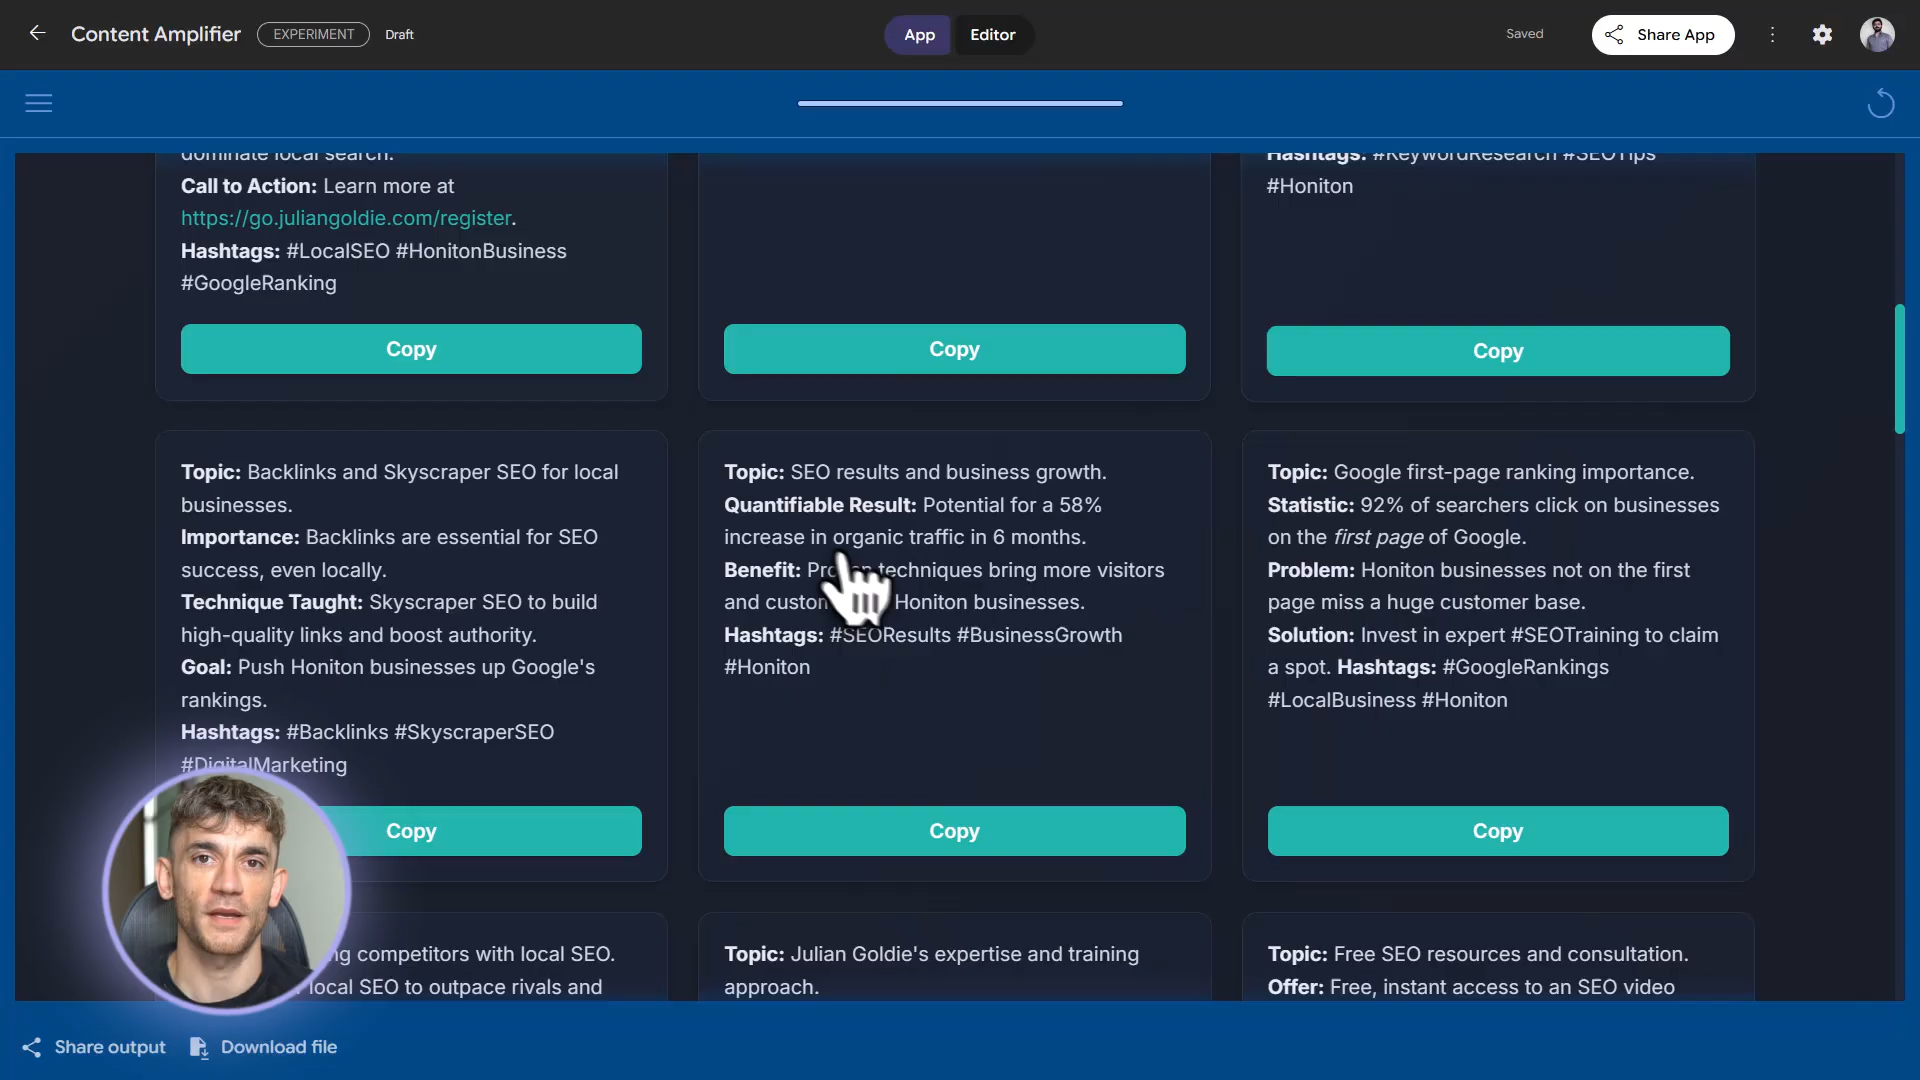 Content Amplifier
EXPERIMENT
Draft
App
Editor
Saved
Share App
dominate local search.
Call to Action: Learn more at
https://go.juliangoldie.com/register.
Hashtags: #LocalSEO #HonitonBusiness
#GoogleRanking
Copy
Copy
Hashtags: #KeywordResearch #SEOTips
#Honiton
Copy
Topic: Backlinks and Skyscraper SEO for local
businesses.
Importance: Backlinks are essential for SEO
success, even locally.
Technique Taught: Skyscraper SEO to build
high-quality links and boost authority.
Goal: Push Honiton businesses up Google's
rankings.
Hashtags: #Backlinks #SkyscraperSEO
#DigitalMarketing
Copy
Topic: SEO results and business growth.
Quantifiable Result: Potential for a 58%
increase in organic traffic in 6 months.
Benefit: techniques bring more visitors
and Honiton businesses.
Hashtags: #SEOResults #BusinessGrowth
#Honiton
Copy
Topic: Google first-page ranking importance.
Statistic: 92% of searchers click on businesses
on the first page of Google.
Problem: Honiton businesses not on the first
page miss a huge customer base.
Solution: Invest in expert #SEOTraining to claim
a spot. Hashtags: #GoogleRankings
#LocalBusiness #Honiton
Copy
competitors with local SEO.
local SEO to outpace rivals and
Topic: Julian Goldie's expertise and training
approach.
Topic: Free SEO resources and consultation.
Offer: Free, instant access to an SEO video
Share output
Download file